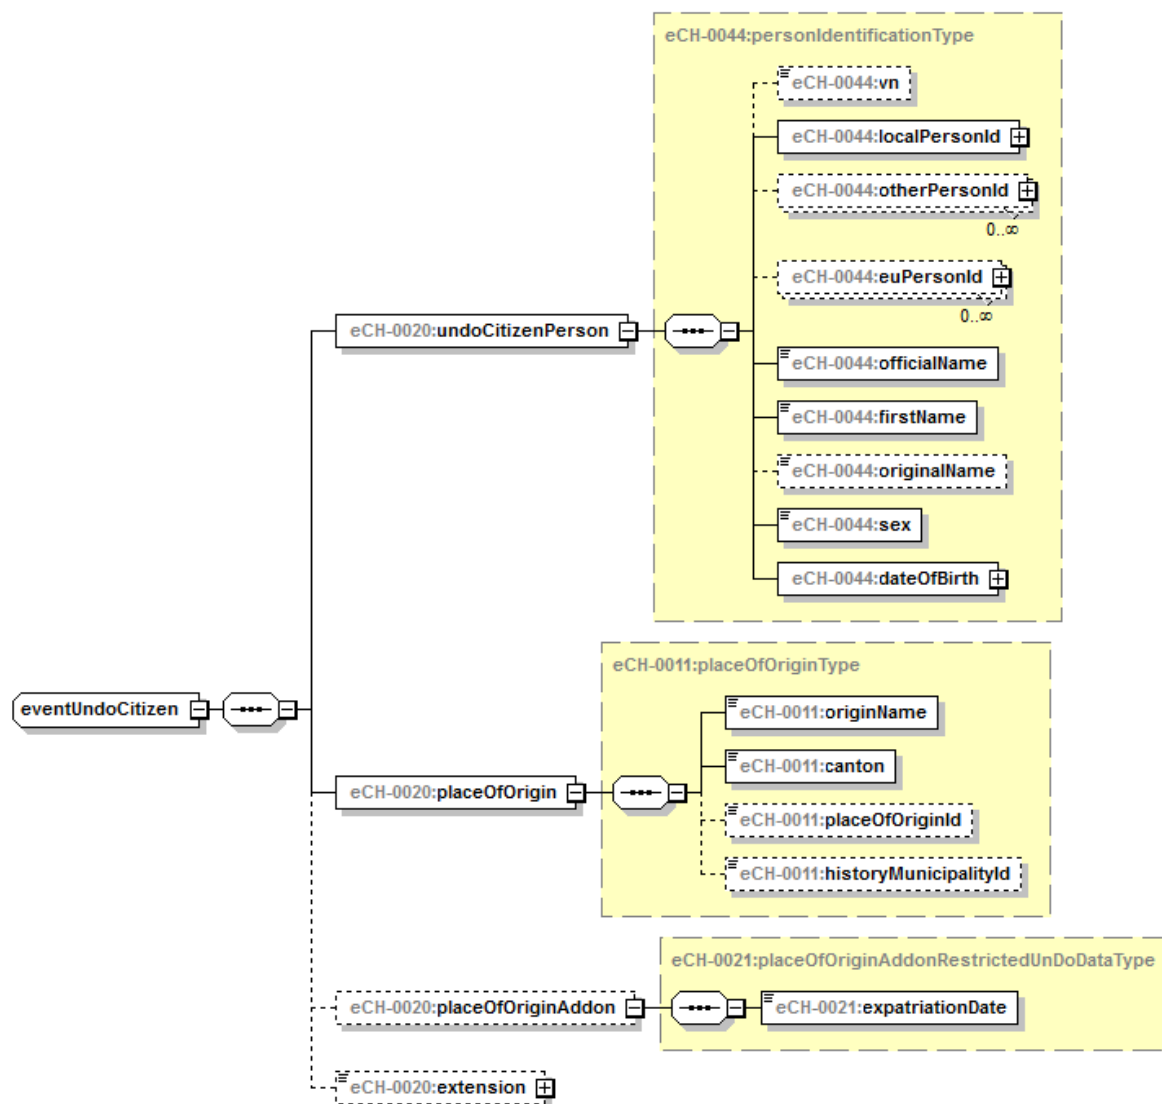 eCH-0044:personIdentificationType
eCH-0044:vn
eCH-0044:localPersonId
eCH-0044:otherPersonId
0..∞
eCH-0044:euPersonId
0..∞
eCH-0020:undoCitizenPerson
eCH-0044:officialName
eCH-0044:firstName
eCH-0044:originalName
eCH-0044:sex
eCH-0044:dateOfBirth
eCH-0011:placeOfOriginType
eventUndoCitizen
eCH-0011:originName
eCH-0011:canton
eCH-0020:placeOfOrigin
eCH-0011:placeOfOriginId
eCH-0011:historyMunicipalityId
eCH-0021:placeOfOriginAddonRestrictedUnDoDataType
eCH-0020:placeOfOriginAddon
eCH-0021:expatriationDate
eCH-0020:extension